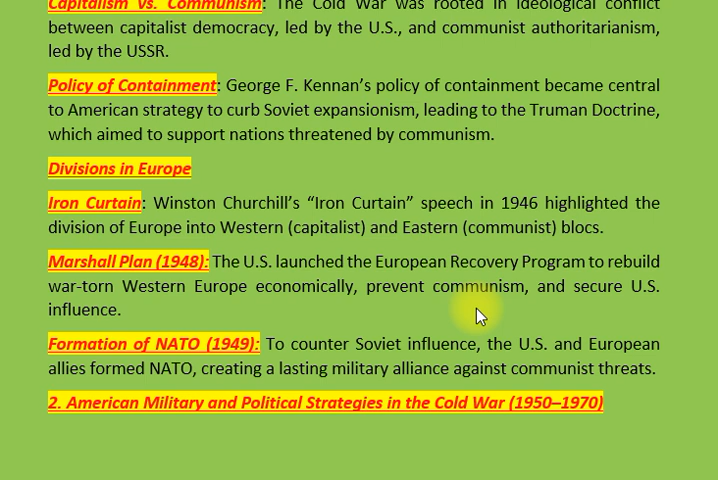 Capitalism vs. Communism: The Cold War was rooted in ideological conflict
between capitalist democracy, led by the U.S., and communist authoritarianism,
led by the USSR.
Policy of Containment: George F. Kennan’s policy of containment became central
to American strategy to curb Soviet expansionism, leading to the Truman Doctrine,
which aimed to support nations threatened by communism.
Divisions in Europe
Iron Curtain: Winston Churchill’s “Iron Curtain” speech in 1946 highlighted the
division of Europe into Western (capitalist) and Eastern (communist) blocs.
Marshall Plan (1948): The U.S. launched the European Recovery Program to rebuild
war-torn Western Europe economically, prevent communism, and secure U.S.
influence.
Formation of NATO (1949): To counter Soviet influence, the U.S. and European
allies formed NATO, creating a lasting military alliance against communist threats.
2. American Military and Political Strategies in the Cold War (1950–1970)